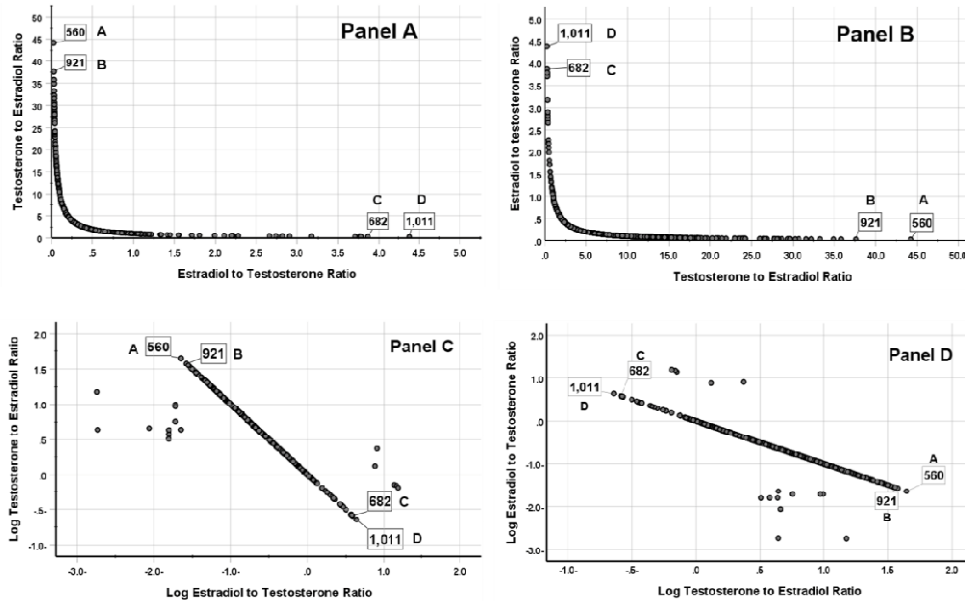 Panel A
Testosterone to Estradiol Ratio
50
45
40
35
30
25
20
15
10
5
0
560 A
921 B
C D
682 1,011
.0 .5 1.0 1.5 2.0 2.5 3.0 3.5 4.0 4.5 5.0
Estradiol to Testosterone Ratio
Panel B
Estradiol to testosterone Ratio
5.0
4.5
4.0
3.5
3.0
2.5
2.0
1.5
1.0
.5
.0
1,011 D
682 C
B A
921 560
.0 5.0 10.0 15.0 20.0 25.0 30.0 35.0 40.0 45.0 50.0
Testosterone to Estradiol Ratio
Panel C
Log Testosterone to Estradiol Ratio
2.0
1.5
1.0
.5
.0
-.5-
-1.0-
A 560 921 B
682 C
1,011 D
-3.0- -2.0- -1.0- .0 1.0 2.0
Log Estradiol to Testosterone Ratio
Panel D
Log Estradiol to Testosterone Ratio
2.0
1.0
.0
-1.0-
-2.0-
-3.0-
C
682
1,011
D
A
560
921
B
-1.0- -.5- .0 .5 1.0 1.5 2.0
Log Testosterone to Estradiol Ratio